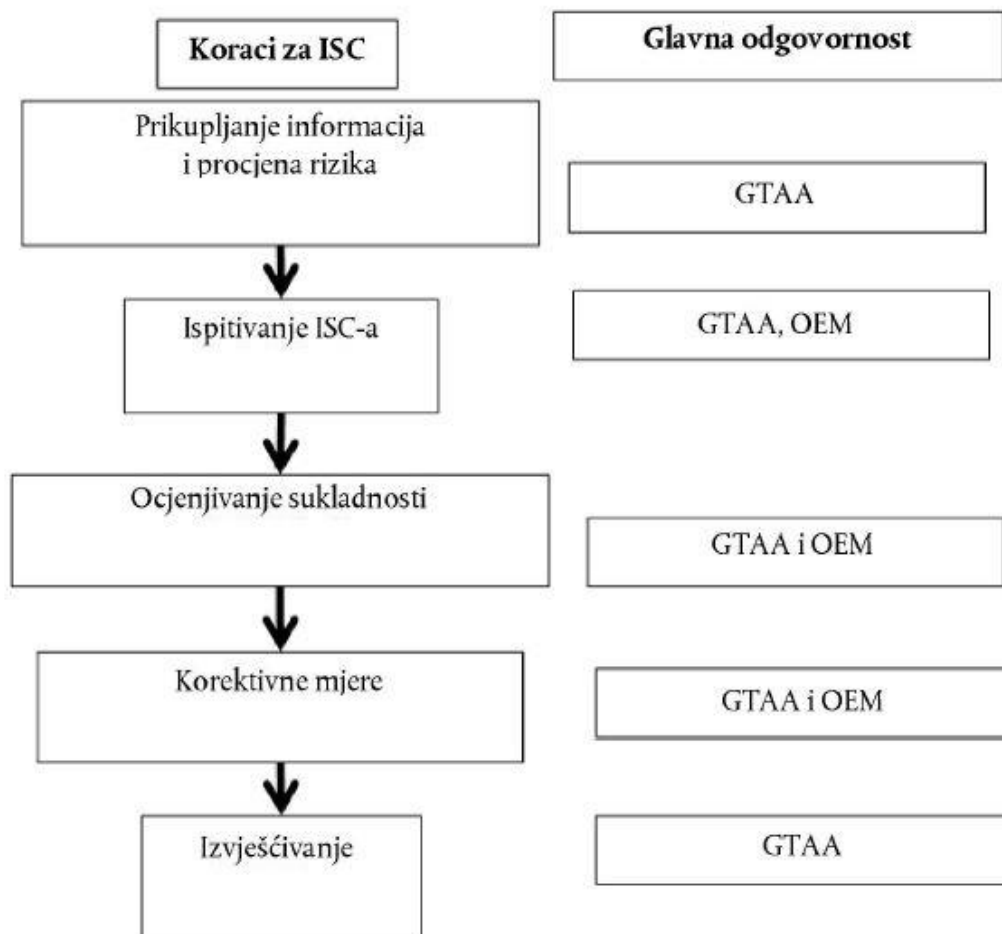 Koraci za ISC
Glavna odgovornost
Prikupljanje informacija
i procjena rizika
GTAA
Ispitivanje ISC-a
GTAA, OEM
Ocjenjivanje sukladnosti
GTAA i OEM
Korektivne mjere
GTAA i OEM
Izvješćivanje
GTAA